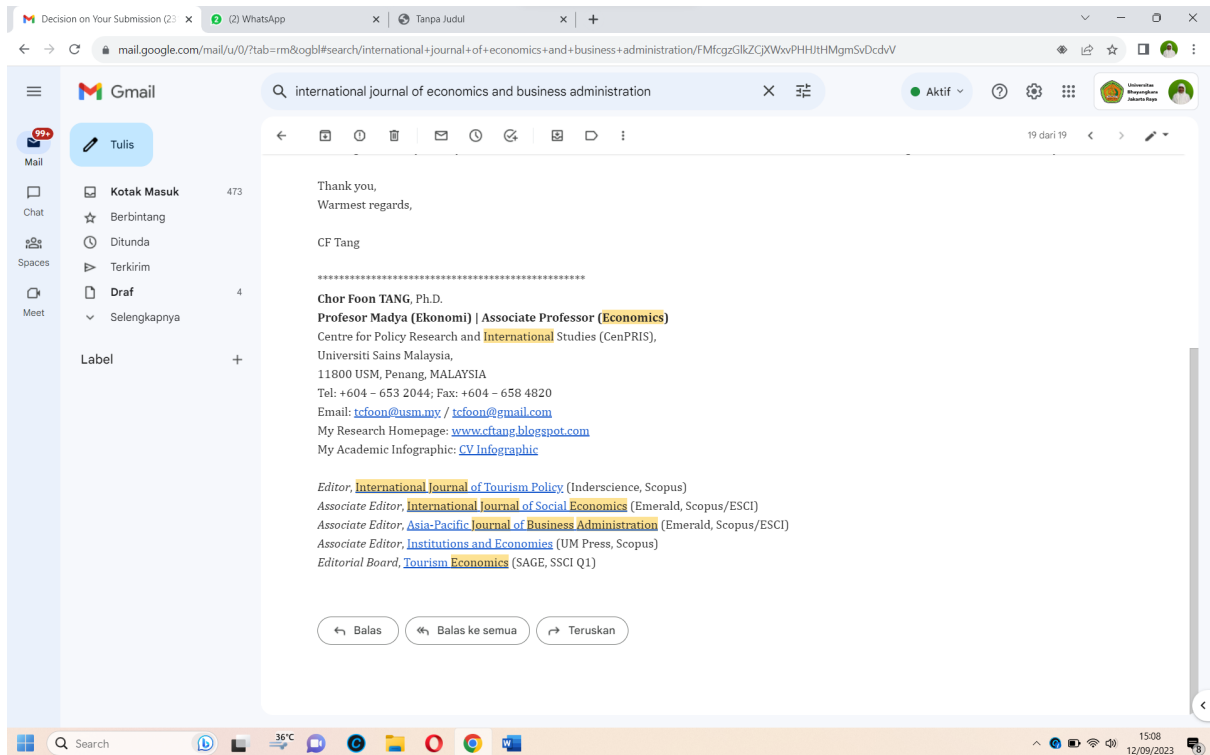 Decision on Your Submission (23
(2) WhatsApp
Tanpa Judul
mail.google.com/mail/u/0/?tab=rm&ogbl#search/international+journal+of+economics+and+business+administration/FMfcgzGlkZCjXWxvPHHJtHMgmSvDcdvV
Gmail
international journal of economics and business administration
Aktif
Universitas
Bhayangkara
Jakarta Raya
99+
Mail
Chat
Spaces
Meet
Tulis
Kotak Masuk 473
Berbintang
Ditunda
Terkirim
Draf 4
Selengkapnya
Label
19 dari 19
Thank you,
Warmest regards,
CF Tang
**************************************************
Chor Foon TANG, Ph.D.
Profesor Madya (Ekonomi) | Associate Professor (Economics)
Centre for Policy Research and International Studies (CenPRIS),
Universiti Sains Malaysia,
11800 USM, Penang, MALAYSIA
Tel: +604 – 653 2044; Fax: +604 – 658 4820
Email: tcfoon@usm.my / tcfoon@gmail.com
My Research Homepage: www.cftang.blogspot.com
My Academic Infographic: CV Infographic
Editor, International Journal of Tourism Policy (Inderscience, Scopus)
Associate Editor, International Journal of Social Economics (Emerald, Scopus/ESCI)
Associate Editor, Asia-Pacific Journal of Business Administration (Emerald, Scopus/ESCI)
Associate Editor, Institutions and Economies (UM Press, Scopus)
Editorial Board, Tourism Economics (SAGE, SSCI Q1)
Balas
Balas ke semua
Teruskan
Search
36°C
15:08
12/09/2023
8